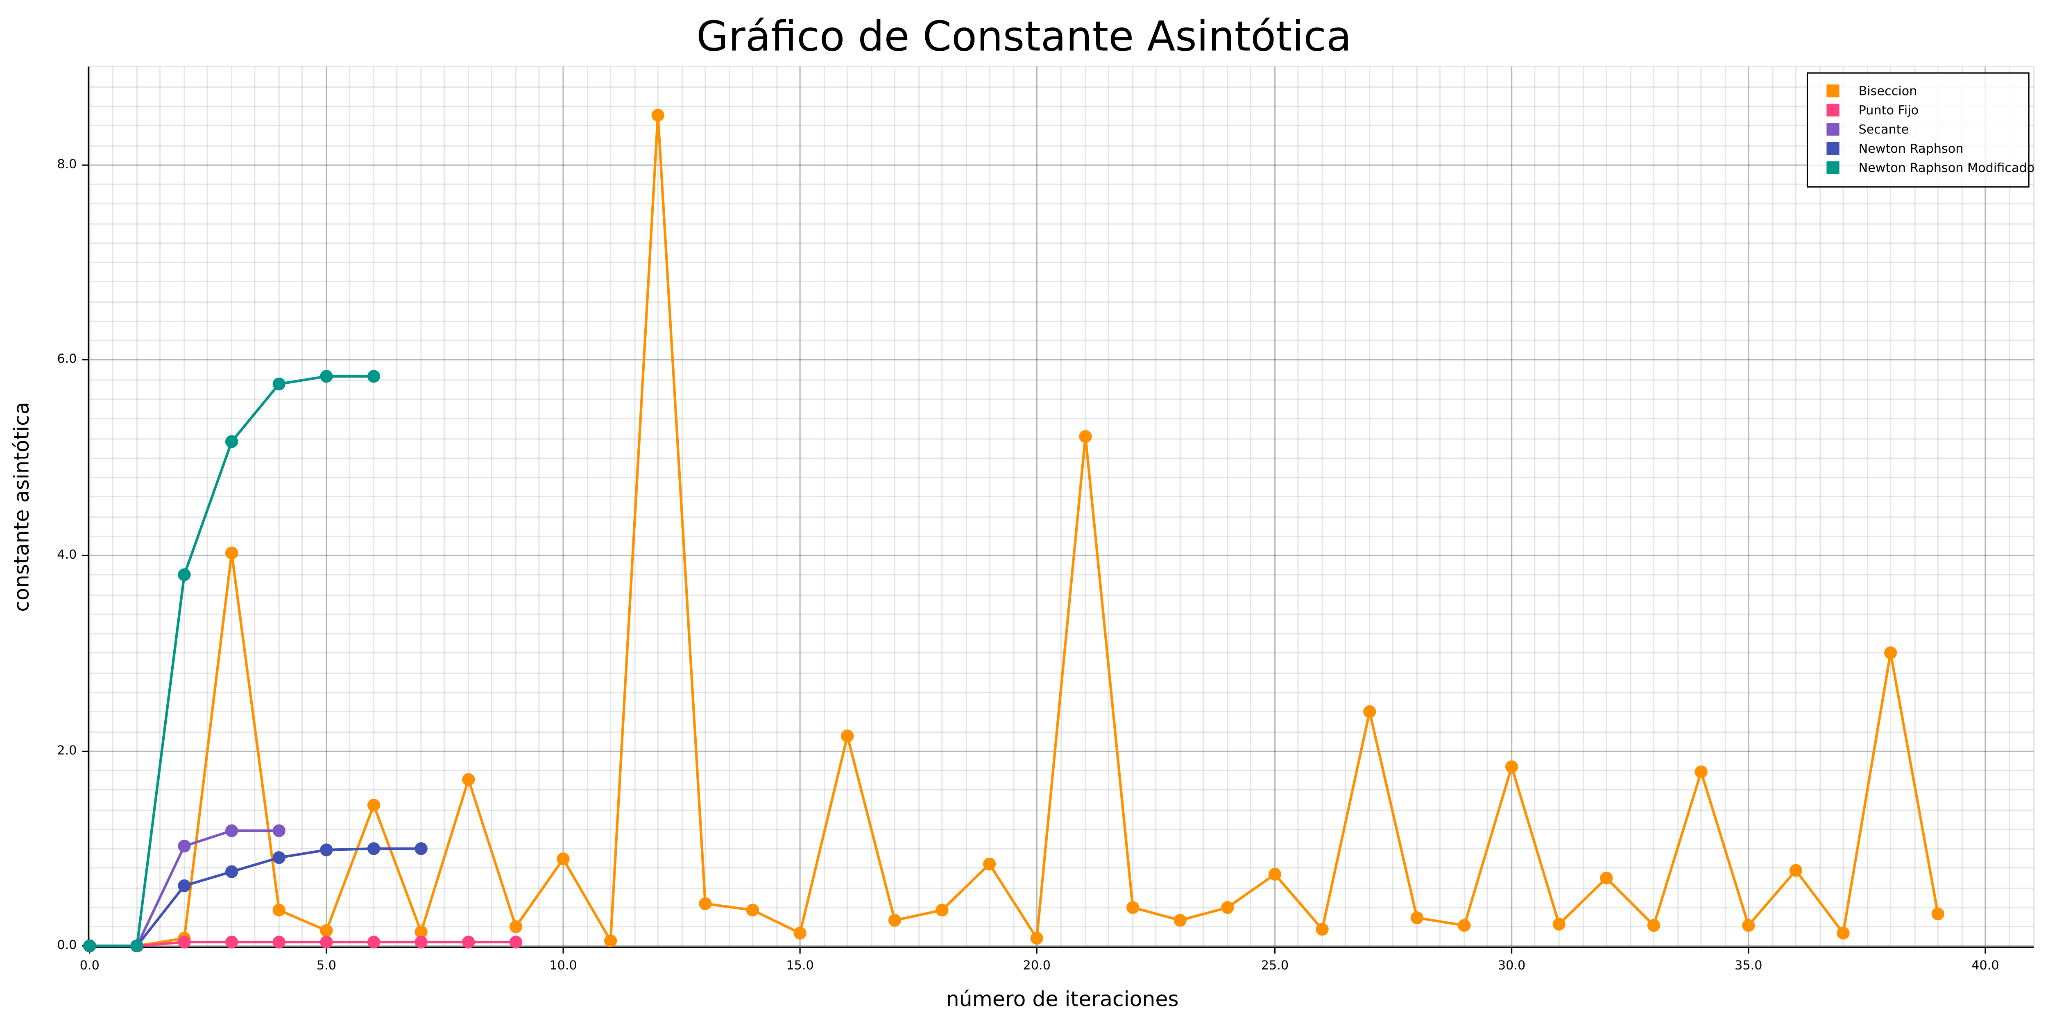 Gráfico de Constante Asintótica
Biseccion
Punto Fijo
Secante
Newton Raphson
Newton Raphson Modificado
constante asintótica
8.0
6.0
4.0
2.0
0.0
0.0 5.0 10.0 15.0 20.0 25.0 30.0 35.0 40.0
número de iteraciones